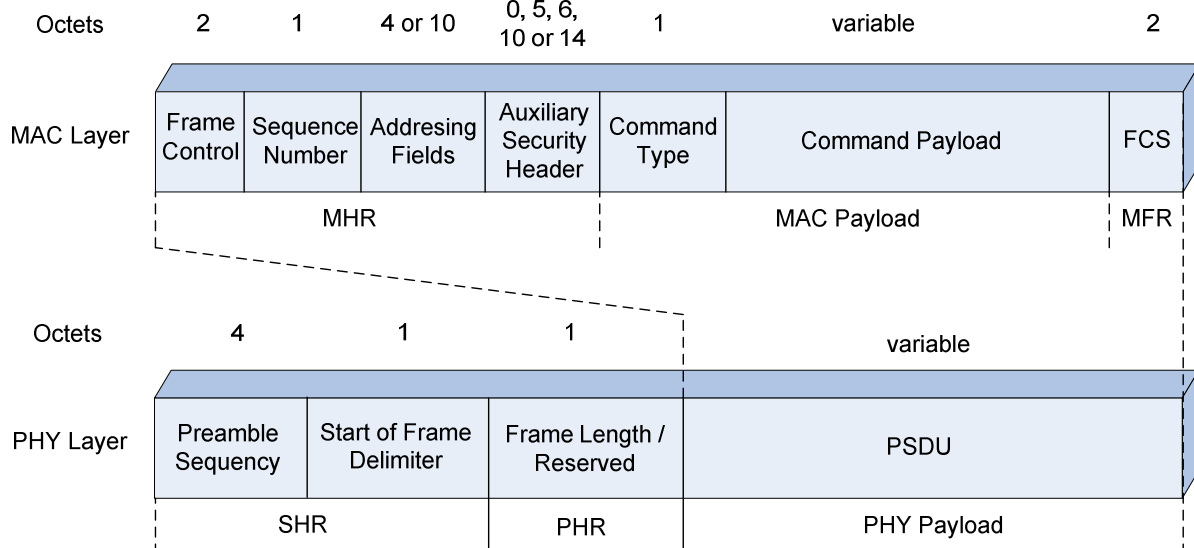 Octets 2 1 4 or 10 0, 5, 6, 10 or 14 1 variable 2
MAC Layer
Frame Control
Sequence Number
Addresing Fields
Auxiliary Security Header
Command Type
Command Payload
FCS
MHR MAC Payload MFR
Octets 4 1 1 variable
PHY Layer
Preamble Sequency
Start of Frame Delimiter
Frame Length / Reserved
PSDU
SHR PHR PHY Payload